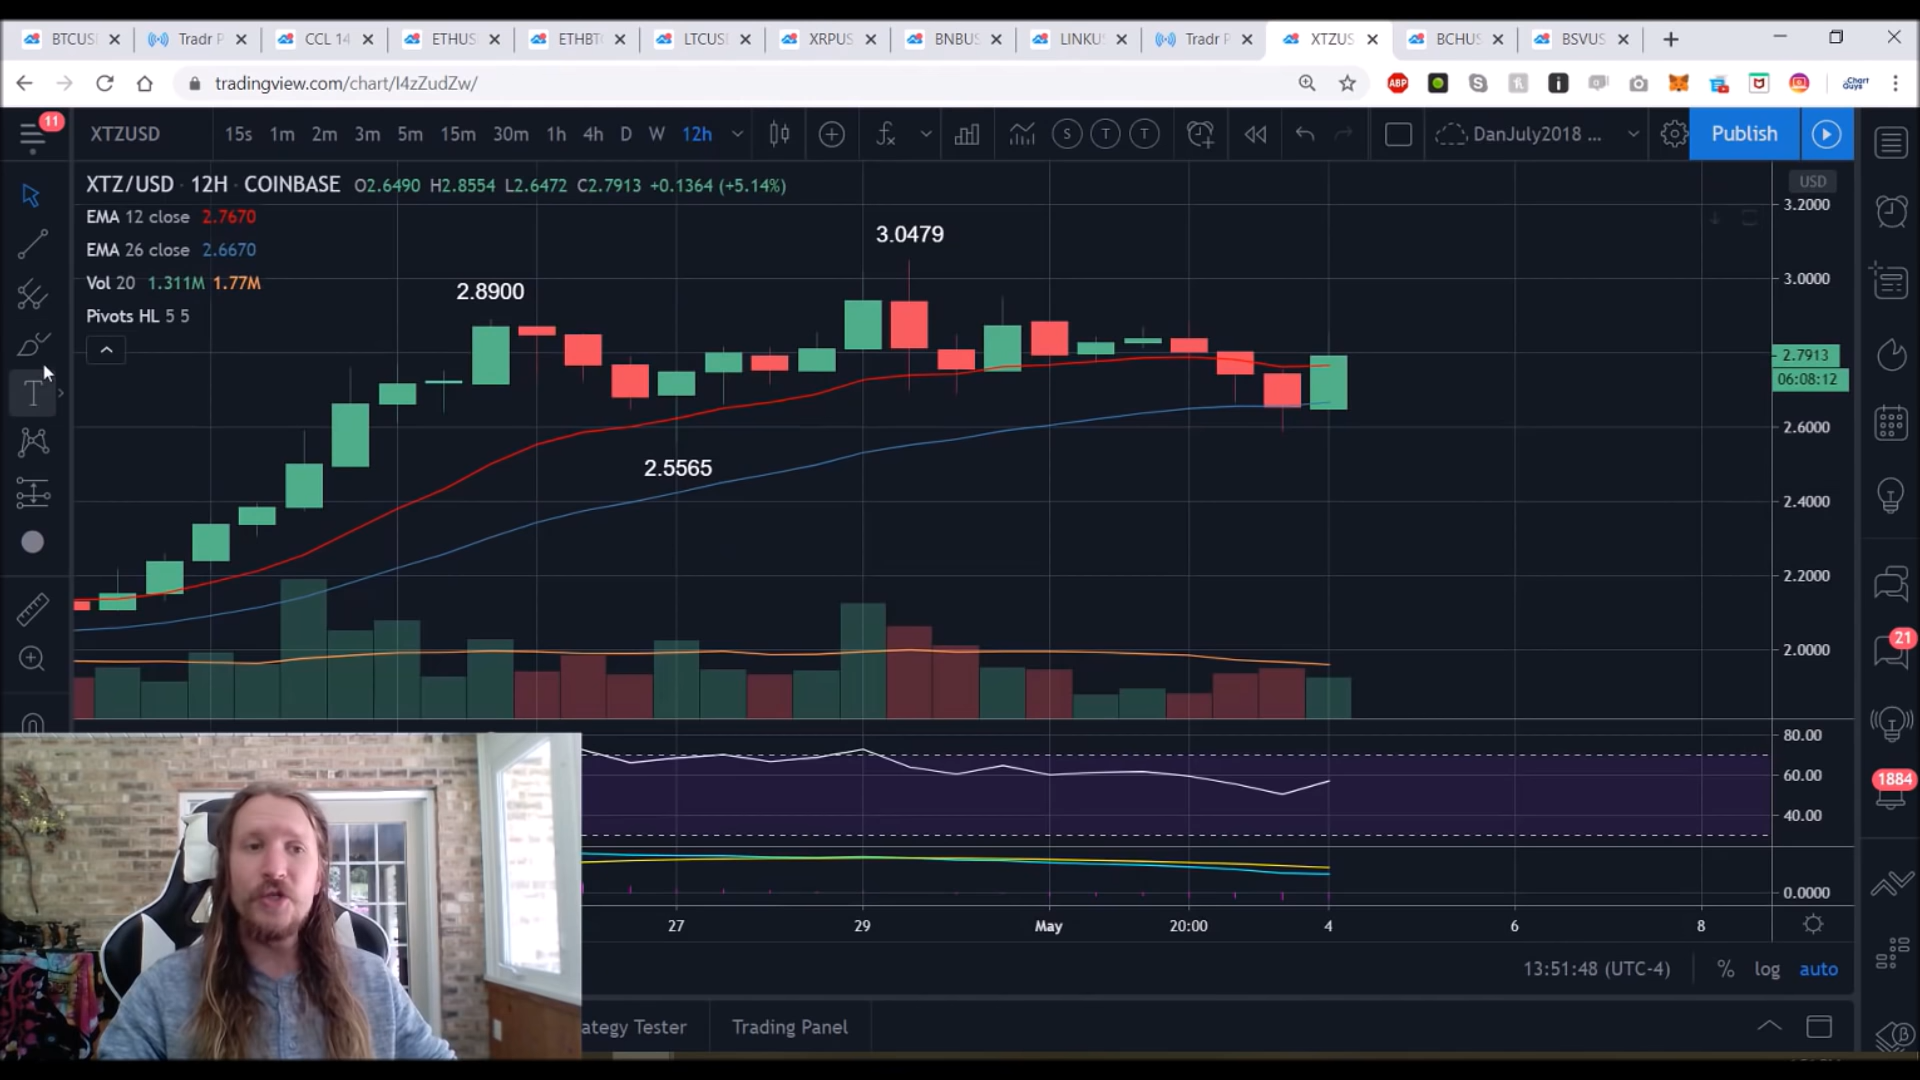 BTCUS
Tradr P
CCL 14
ETHUS
ETHBT
LTCUS
XRPUS
BNBUS
LINKUS
Tradr P
XTZUS
BCHUS
BSVUS
tradingview.com/chart/I4zZudZw/
ABP
Chart Guys
11
XTZUSD
15s 1m 2m 3m 5m 15m 30m 1h 4h D W 12h
S T T
DanJuly2018 ...
Publish
XTZ/USD · 12H · COINBASE O2.6490 H2.8554 L2.6472 C2.7913 +0.1364 (+5.14%)
EMA 12 close 2.7670
EMA 26 close 2.6670
Vol 20 1.311M 1.77M
Pivots HL 5 5
2.8900
3.0479
2.5565
USD
3.2000
3.0000
2.7913
06:08:12
2.6000
2.4000
2.2000
2.0000
80.00
60.00
40.00
0.0000
21
1884
27 29 May 20:00 4 6 8
13:51:48 (UTC-4) % log auto
ategy Tester Trading Panel